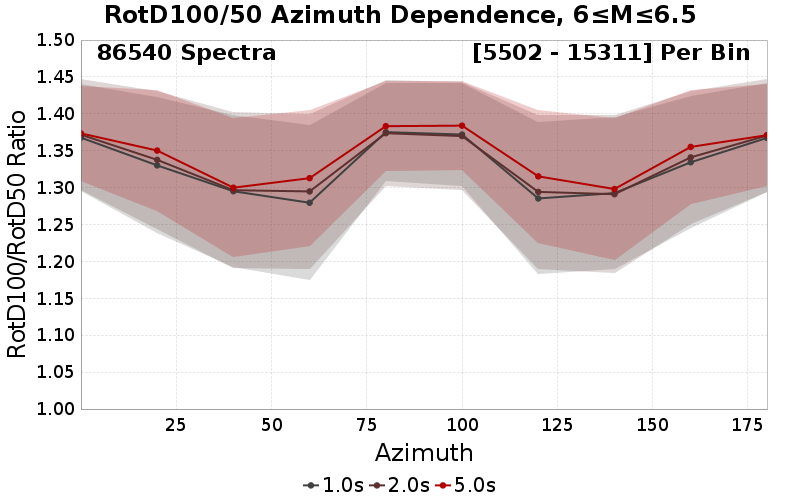 RotD100/50 Azimuth Dependence, 6≤M≤6.5
86540 Spectra
[5502 - 15311] Per Bin
RotD100/RotD50 Ratio
1.50
1.45
1.40
1.35
1.30
1.25
1.20
1.15
1.10
1.05
1.00
25 50 75 100 125 150 175
Azimuth
1.0s 2.0s 5.0s